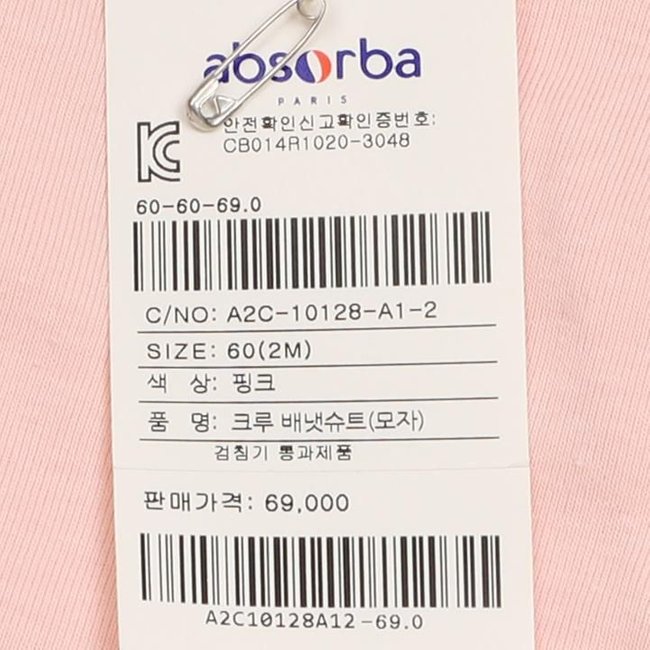 absorba
PARIS
안전확인신고확인증번호:
CB014R1020-3048
60-60-69.0
C/NO: A2C-10128-A1-2
SIZE: 60(2M)
색 상: 핑크
품 명: 크루 배냇슈트(모자)
검침기 통과제품
판매가격: 69,000
A2C10128A12-69.0